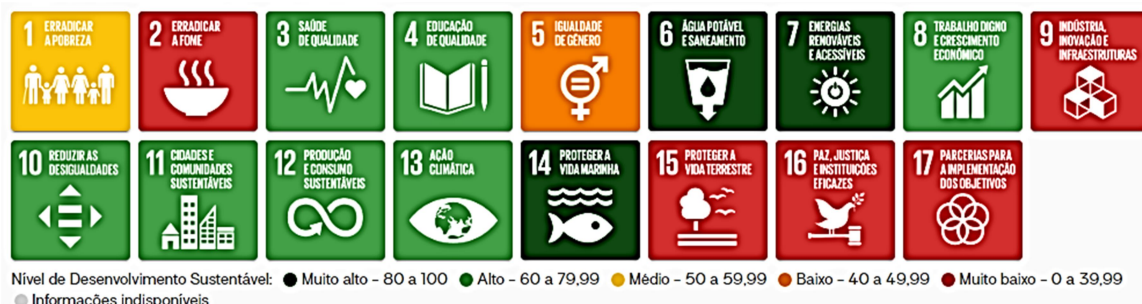 1 ERRADICAR
A POBREZA
2 ERRADICAR
A FOME
3 SAÚDE
DE QUALIDADE
4 EDUCAÇÃO
DE QUALIDADE
5 IGUALDADE
DE GÉNERO
6 ÁGUA POTÁVEL
E SANEAMENTO
7 ENERGIAS
RENOVÁVEIS
E ACESSÍVEIS
8 TRABALHO DIGNO
E CRESCIMENTO
ECONÓMICO
9 INDÚSTRIA,
INOVAÇÃO E
INFRAESTRUTURAS
10 REDUZIR AS
DESIGUALDADES
11 CIDADES E
COMUNIDADES
SUSTENTÁVEIS
12 PRODUÇÃO
E CONSUMO
SUSTENTÁVEIS
13 AÇÃO
CLIMÁTICA
14 PROTEGER A
VIDA MARINHA
15 PROTEGER A
VIDA TERRESTRE
16 PAZ, JUSTIÇA
E INSTITUIÇÕES
EFICAZES
17 PARCERIAS PARA
A IMPLEMENTAÇÃO
DOS OBJETIVOS
Nível de Desenvolvimento Sustentável: Muito alto – 80 a 100 Alto – 60 a 79,99 Médio – 50 a 59,99 Baixo – 40 a 49,99 Muito baixo – 0 a 39,99
Informações indisponíveis